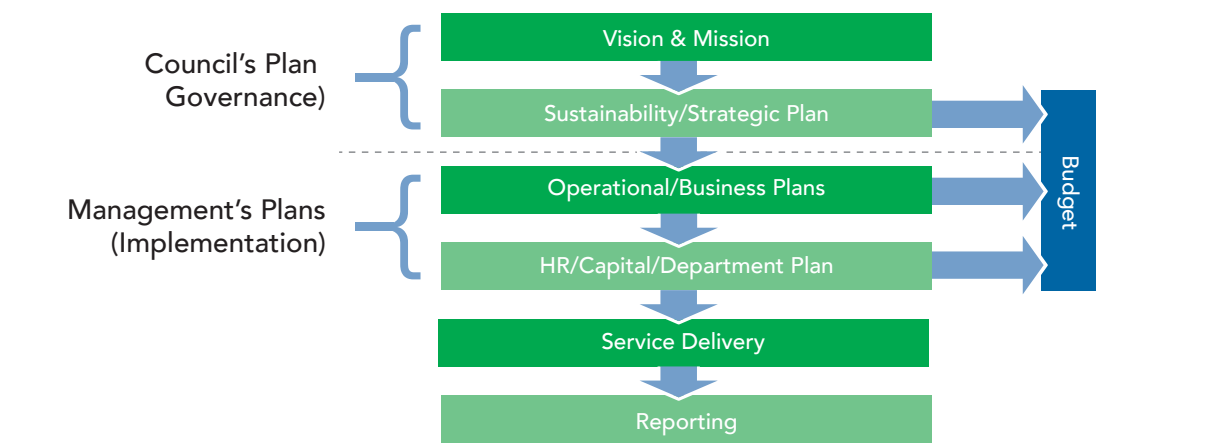 Vision & Mission
Council's Plan
Governance)
Sustainability/Strategic Plan
Operational/Business Plans
Management's Plans
(Implementation)
HR/Capital/Department Plan
Budget
Service Delivery
Reporting